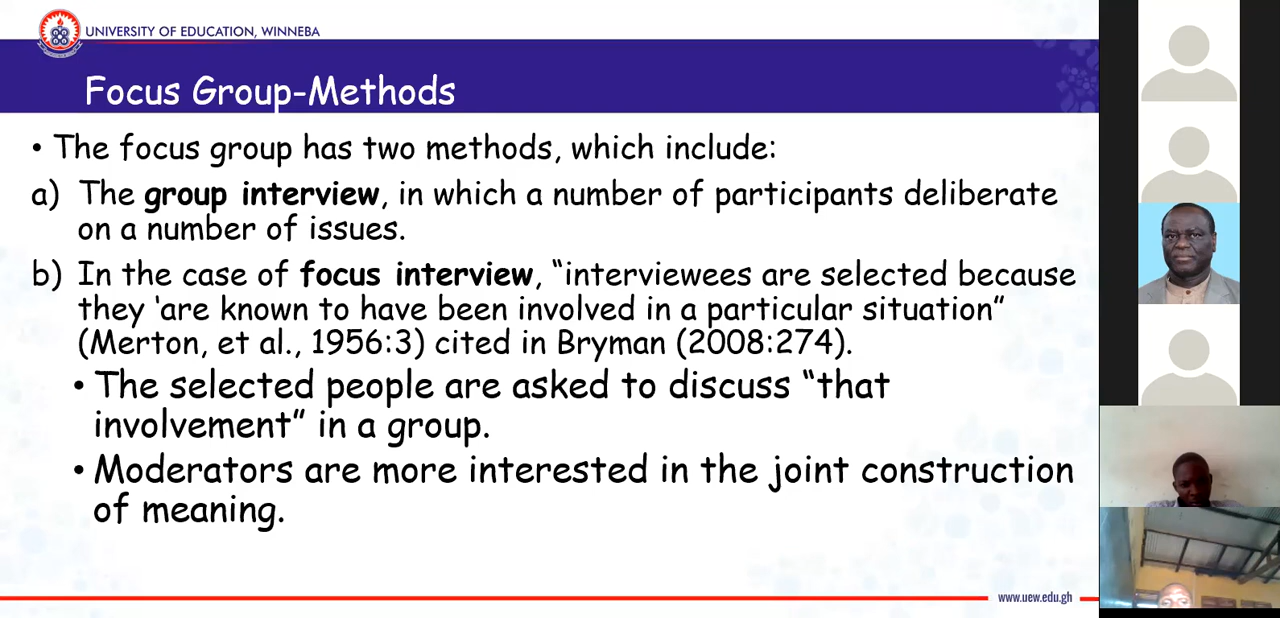 UNIVERSITY OF EDUCATION, WINNEBA
Focus Group-Methods
• The focus group has two methods, which include:
a) The group interview, in which a number of participants deliberate
on a number of issues.
b) In the case of focus interview, “interviewees are selected because
they ‘are known to have been involved in a particular situation”
(Merton, et al., 1956:3) cited in Bryman (2008:274).
• The selected people are asked to discuss “that
involvement” in a group.
• Moderators are more interested in the joint construction
of meaning.
www.uew.edu.gh